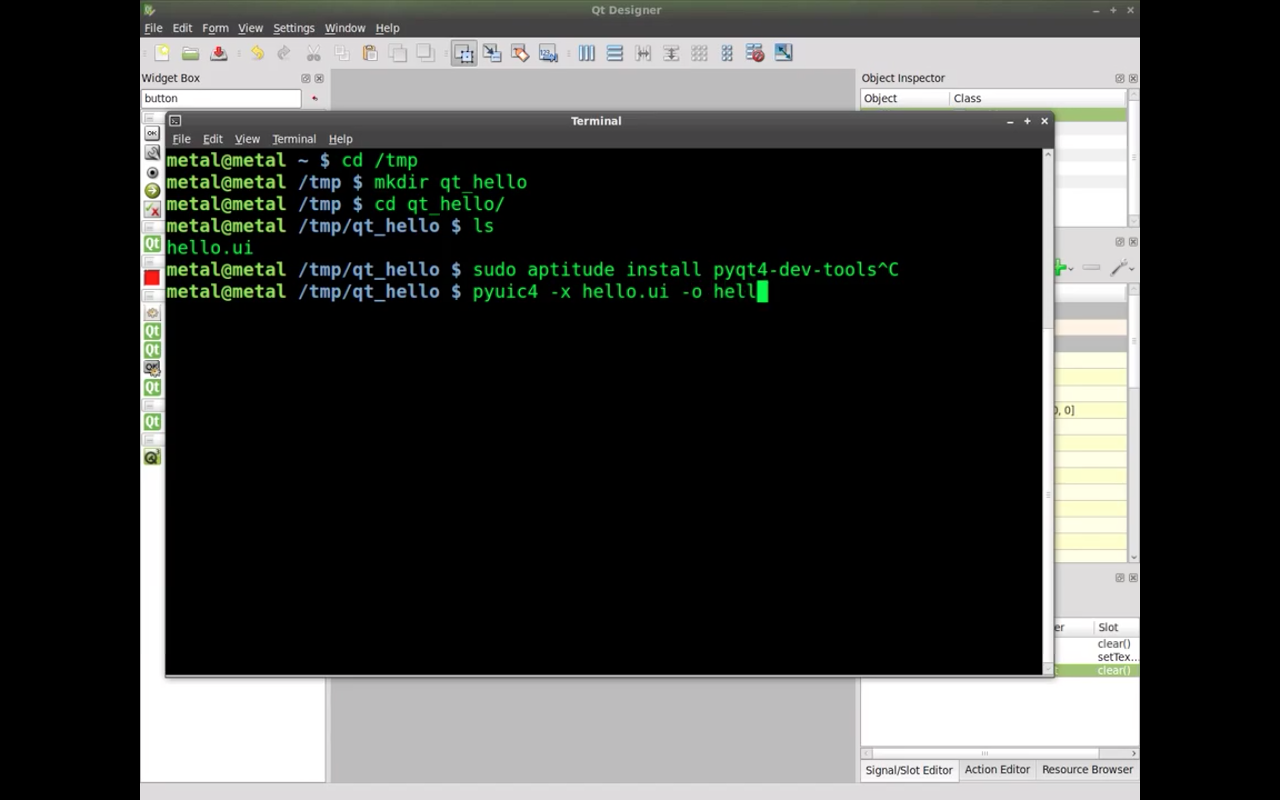 Qt Designer
File Edit Form View Settings Window Help
Widget Box
Object Inspector
button
Object Class
Terminal
File Edit View Terminal Help
metal@metal ~ $ cd /tmp
metal@metal /tmp $ mkdir qt_hello
metal@metal /tmp $ cd qt_hello/
metal@metal /tmp/qt_hello $ ls
hello.ui
metal@metal /tmp/qt_hello $ sudo aptitude install pyqt4-dev-tools^C
metal@metal /tmp/qt_hello $ pyuic4 -x hello.ui -o hell
0]
er Slot
clear()
setTex...
clear()
Signal/Slot Editor Action Editor Resource Browser